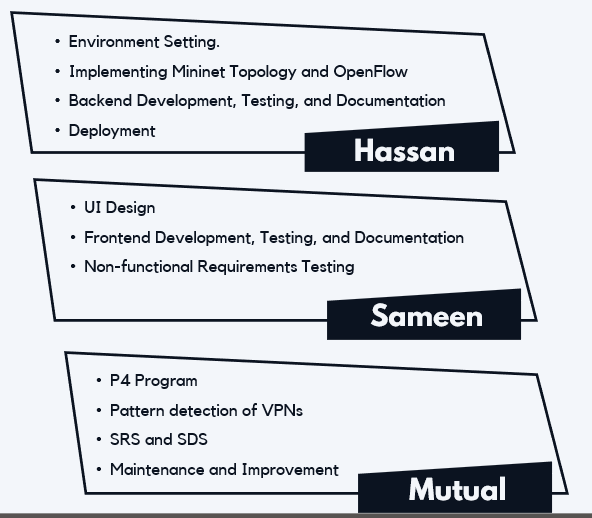 • Environment Setting.
• Implementing Mininet Topology and OpenFlow
• Backend Development, Testing, and Documentation
• Deployment
Hassan
• UI Design
• Frontend Development, Testing, and Documentation
• Non-functional Requirements Testing
Sameen
• P4 Program
• Pattern detection of VPNs
• SRS and SDS
• Maintenance and Improvement
Mutual